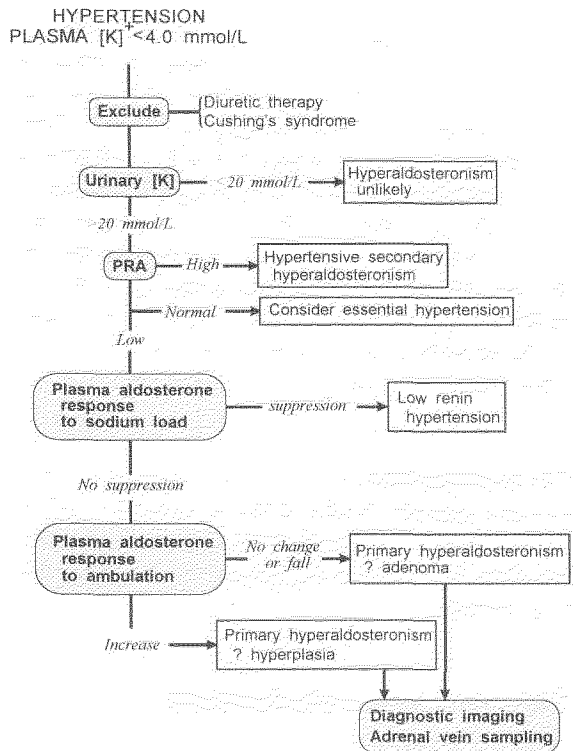 HYPERTENSION
PLASMA [K]+<4.0 mmol/L
Exclude
Diuretic therapy
Cushing's syndrome
Urinary [K]
<20 mmol/L
Hyperaldosteronism
unlikely
>20 mmol/L
PRA
High
Hypertensive secondary
hyperaldosteronism
Normal
Consider essential hypertension
Low
Plasma aldosterone
response
to sodium load
suppression
Low renin
hypertension
No suppression
Plasma aldosterone
response
to ambulation
No change
or fall
Primary hyperaldosteronism
? adenoma
Increase
Primary hyperaldosteronism
? hyperplasia
Diagnostic imaging
Adrenal vein sampling